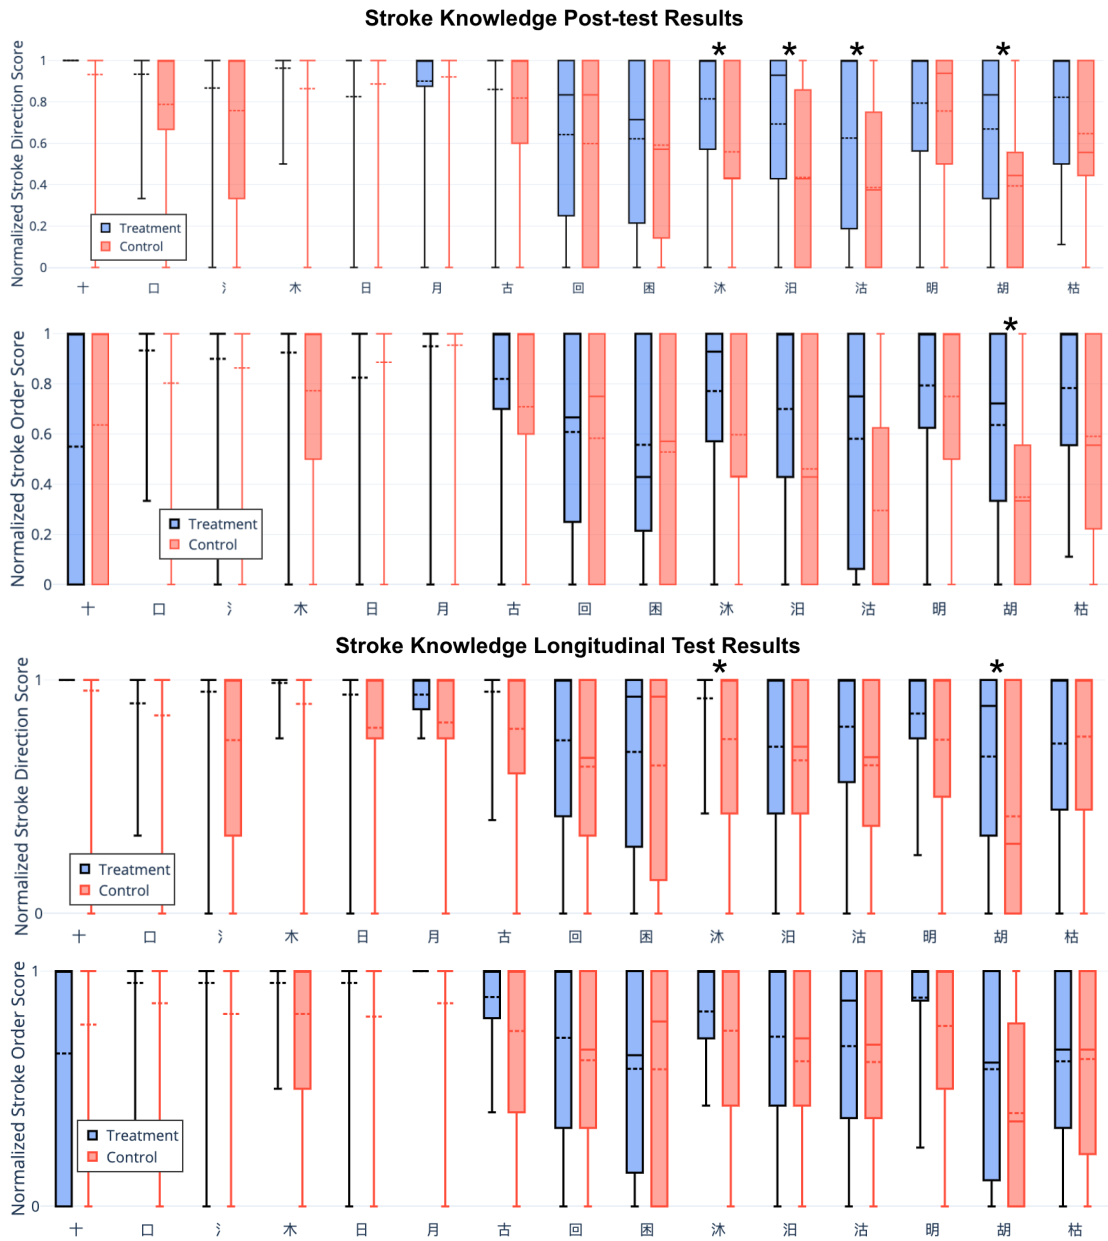 Stroke Knowledge Post-test Results
Normalized Stroke Direction Score
* * * *
1
0.8
0.6
0.4
0.2
0
Treatment
Control
十 口 氵 木 日 月 古 回 困 沐 汨 沽 明 胡 枯
Normalized Stroke Order Score
*
1
0.8
0.6
0.4
0.2
0
Treatment
Control
十 口 氵 木 日 月 古 回 困 沐 汨 沽 明 胡 枯
Stroke Knowledge Longitudinal Test Results
Normalized Stroke Direction Score
* *
1
0
Treatment
Control
十 口 氵 木 日 月 古 回 困 沐 汨 沽 明 胡 枯
Normalized Stroke Order Score
1
0
Treatment
Control
十 口 氵 木 日 月 古 回 困 沐 汨 沽 明 胡 枯